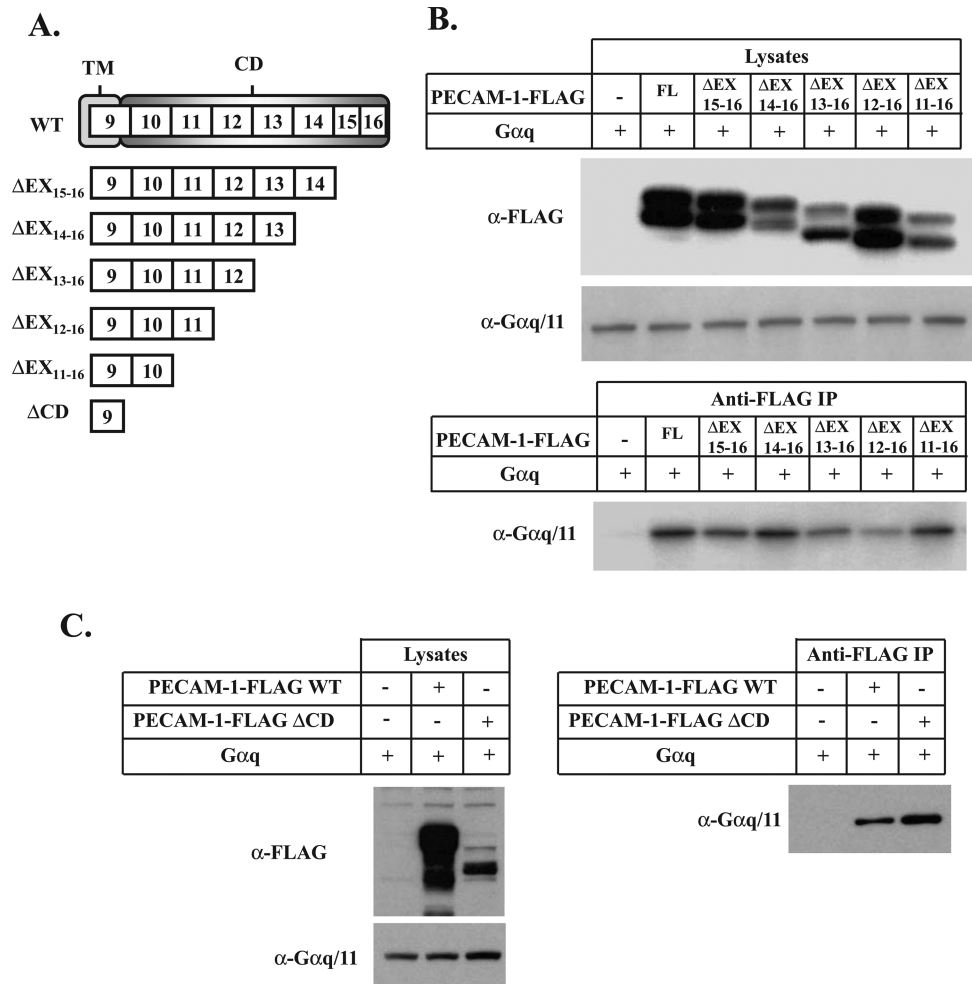 A.
TM CD
WT 9 10 11 12 13 14 15 16
ΔEX15-16 9 10 11 12 13 14
ΔEX14-16 9 10 11 12 13
ΔEX13-16 9 10 11 12
ΔEX12-16 9 10 11
ΔEX11-16 9 10
ΔCD 9
B.
Lysates
PECAM-1-FLAG - FL ΔEX 15-16 ΔEX 14-16 ΔEX 13-16 ΔEX 12-16 ΔEX 11-16
Gαq + + + + + + +
α-FLAG
α-Gαq/11
Anti-FLAG IP
PECAM-1-FLAG - FL ΔEX 15-16 ΔEX 14-16 ΔEX 13-16 ΔEX 12-16 ΔEX 11-16
Gαq + + + + + + +
α-Gαq/11
C.
Lysates
PECAM-1-FLAG WT - + -
PECAM-1-FLAG ΔCD - - +
Gαq + + +
α-FLAG
α-Gαq/11
Anti-FLAG IP
PECAM-1-FLAG WT - + -
PECAM-1-FLAG ΔCD - - +
Gαq + + +
α-Gαq/11